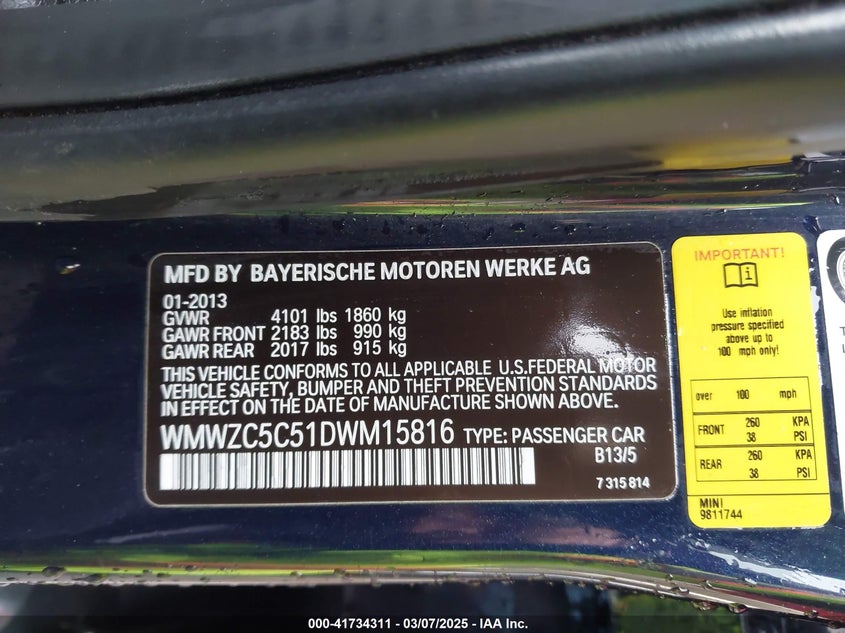 MFD BY BAYERISCHE MOTOREN WERKE AG
01-2013
GVWR 4101 lbs 1860 kg
GAWR FRONT 2183 lbs 990 kg
GAWR REAR 2017 lbs 915 kg
THIS VEHICLE CONFORMS TO ALL APPLICABLE U.S.FEDERAL MOTOR
VEHICLE SAFETY, BUMPER AND THEFT PREVENTION STANDARDS
IN EFFECT ON THE DATE OF MANUFACTURE SHOWN ABOVE.
WMWZC5C51DWM15816 TYPE: PASSENGER CAR
B13/5
7 315 814
IMPORTANT!
Use inflation
pressure specified
above up to
100 mph only!
over 100 mph
FRONT 260 KPA
38 PSI
REAR 260 KPA
38 PSI
MINI
9811744
000-41734311 - 03/07/2025 - IAA Inc.